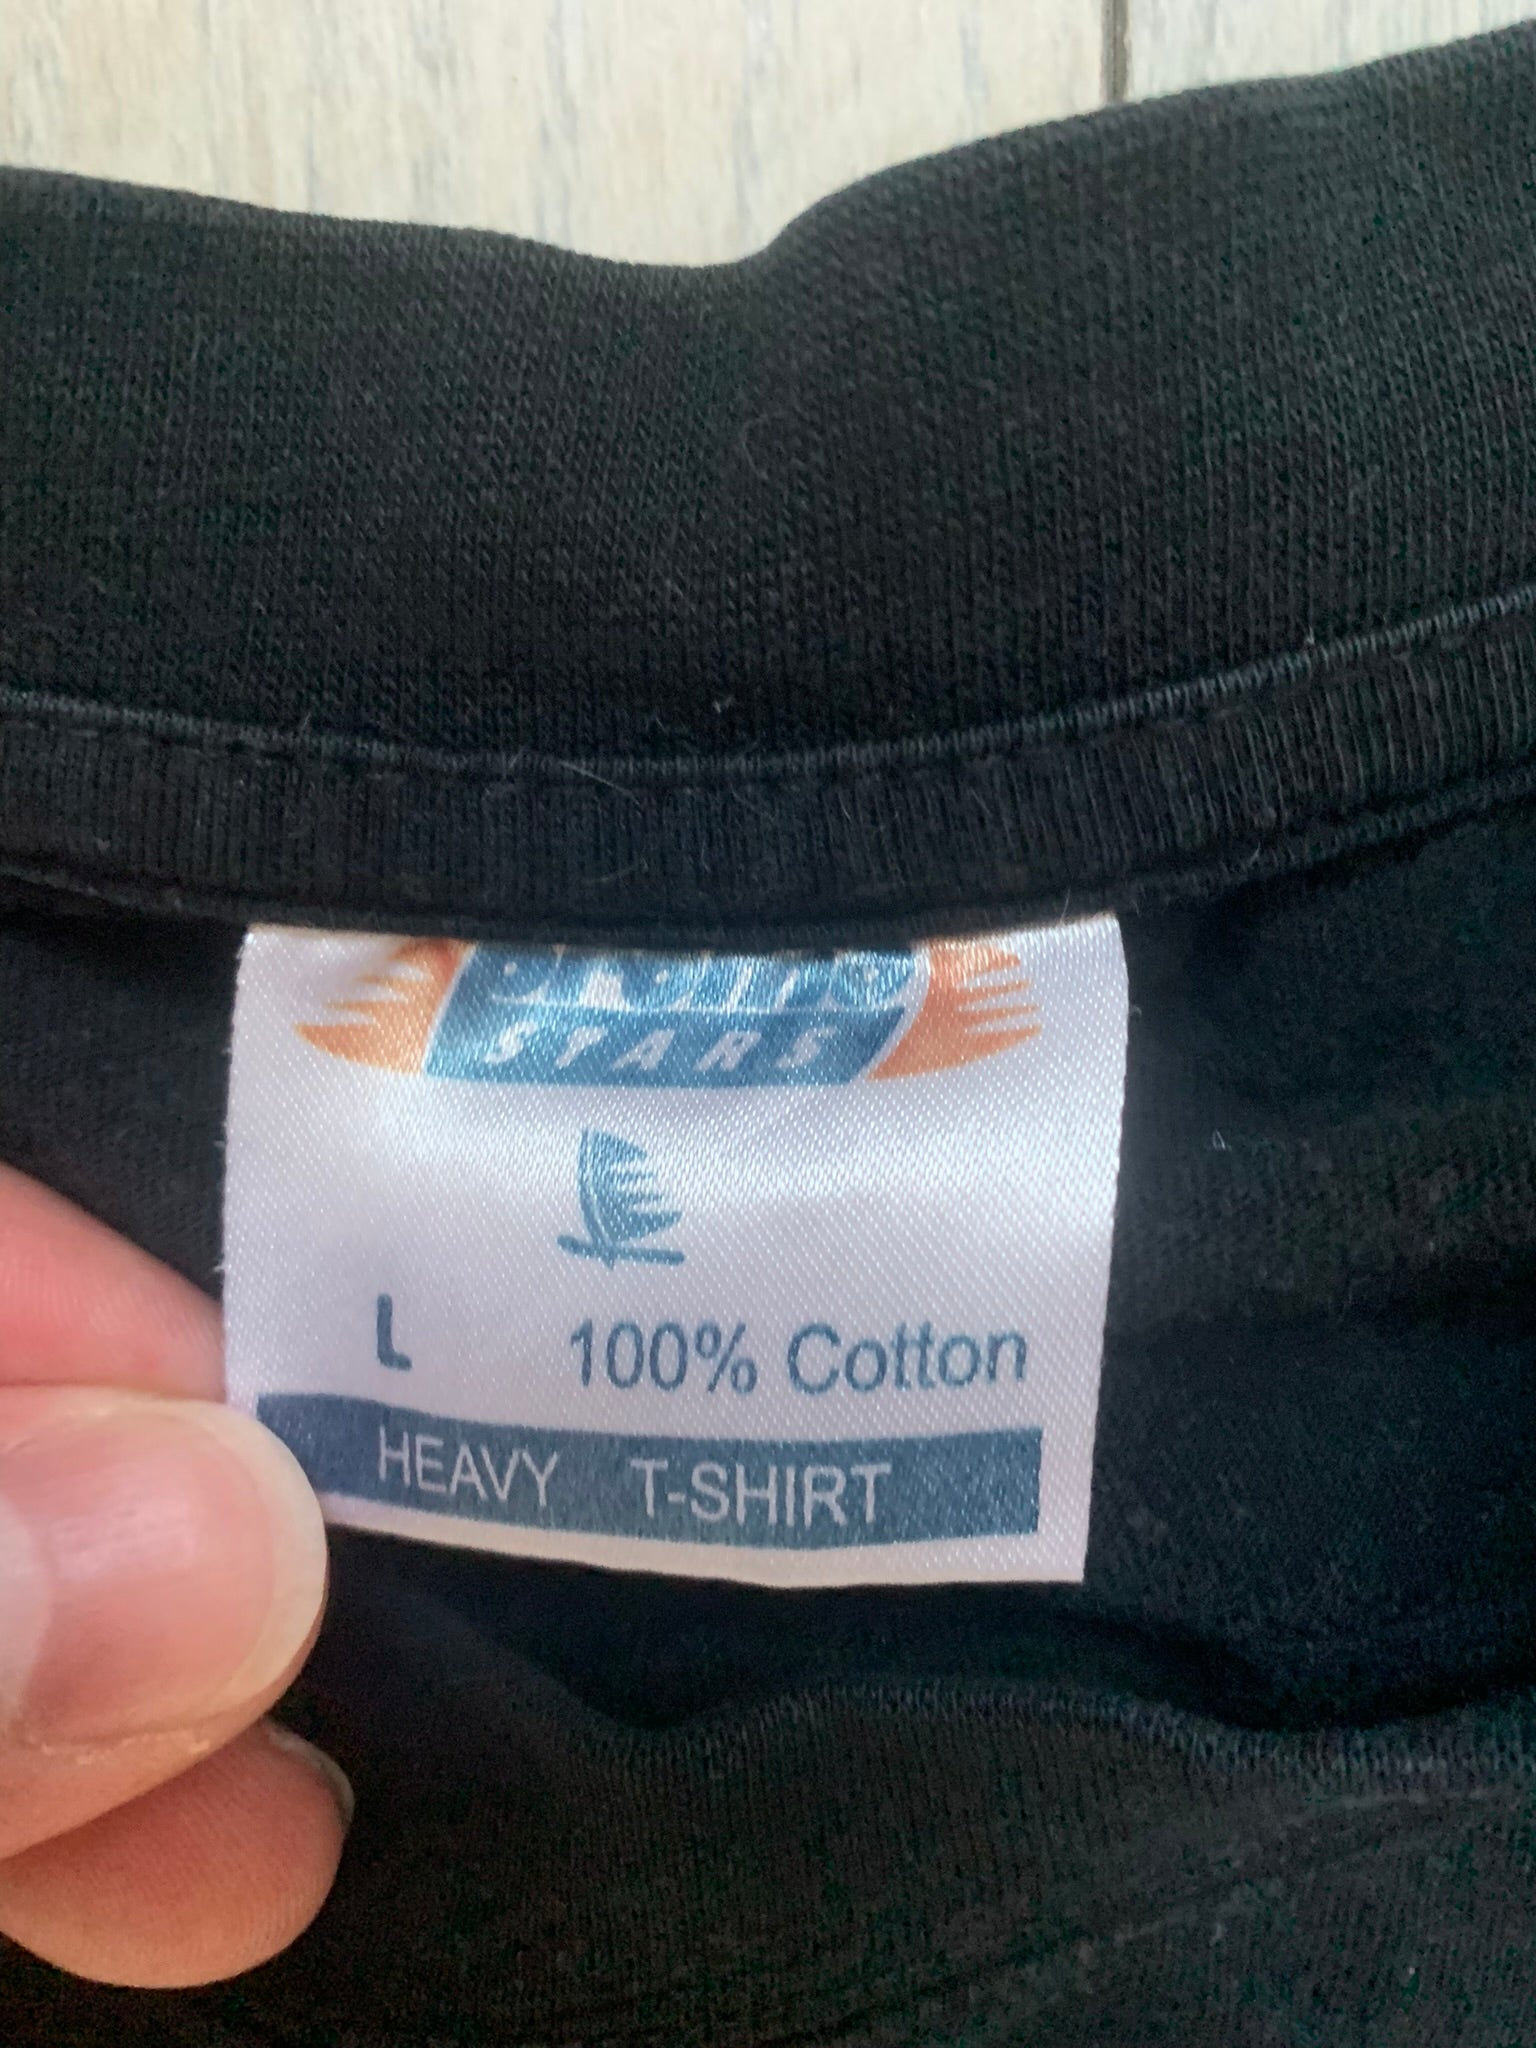 STARS
L 100% Cotton
HEAVY T-SHIRT